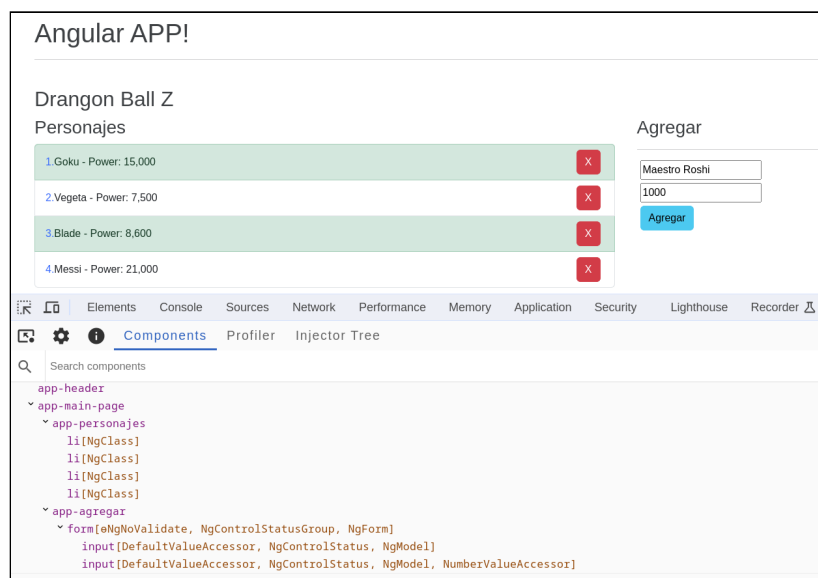 Angular APP!
Drangon Ball Z
Personajes
1.Goku - Power: 15,000 X
2.Vegeta - Power: 7,500 X
3.Blade - Power: 8,600 X
4.Messi - Power: 21,000 X
Agregar
Maestro Roshi
1000
Agregar
Elements Console Sources Network Performance Memory Application Security Lighthouse Recorder
Components Profiler Injector Tree
Search components
app-header
app-main-page
app-personajes
li[NgClass]
li[NgClass]
li[NgClass]
li[NgClass]
app-agregar
form[ɵNgNoValidate, NgControlStatusGroup, NgForm]
input[DefaultValueAccessor, NgControlStatus, NgModel]
input[DefaultValueAccessor, NgControlStatus, NgModel, NumberValueAccessor]